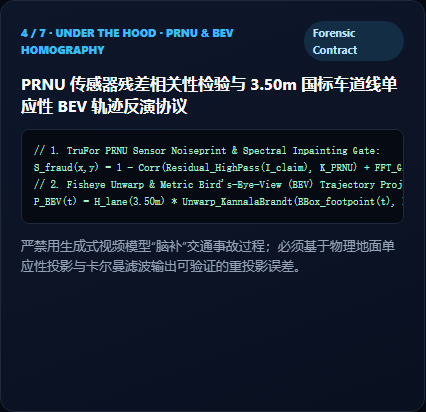 4 / 7 · UNDER THE HOOD · PRNU & BEV
HOMOGRAPHY
Forensic
Contract
PRNU 传感器残差相关性检验与 3.50m 国标车道线单
应性 BEV 轨迹反演协议
// 1. TruFor PRNU Sensor Noiseprint & Spectral Inpainting Gate:
S_fraud(x,y) = 1 - Corr(Residual_HighPass(I_claim), K_PRNU) + FFT_G
// 2. Fisheye Unwarp & Metric Bird's-Eye-View (BEV) Trajectory Proj
P_BEV(t) = H_lane(3.50m) * Unwrap_KannalaBrandt(BBox_footpoint(t),
严禁用生成式视频模型“脑补”交通事故过程；必须基于物理地面单
应性投影与卡尔曼滤波输出可验证的重投影误差。